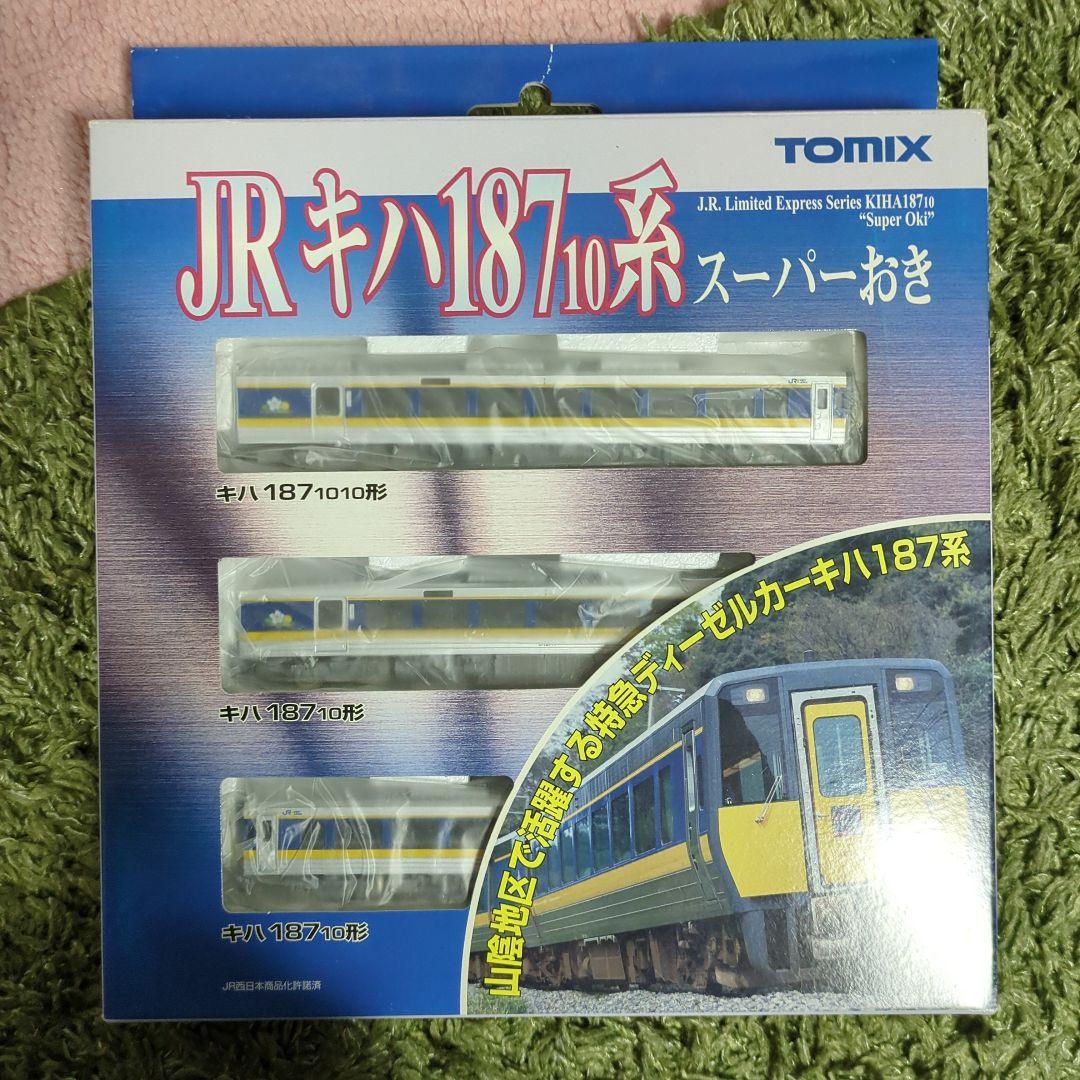 TOMIX
JRキハ187₁₀系
J.R. Limited Express Series KIHA187₁₀
“Super Oki”
スーパーおき
JR
キハ187₁₀₁₀形
キハ187₁₀形
山陰地区で活躍する特急ディーゼルカーキハ187系
JR
キハ187₁₀形
JR西日本商品化許諾済